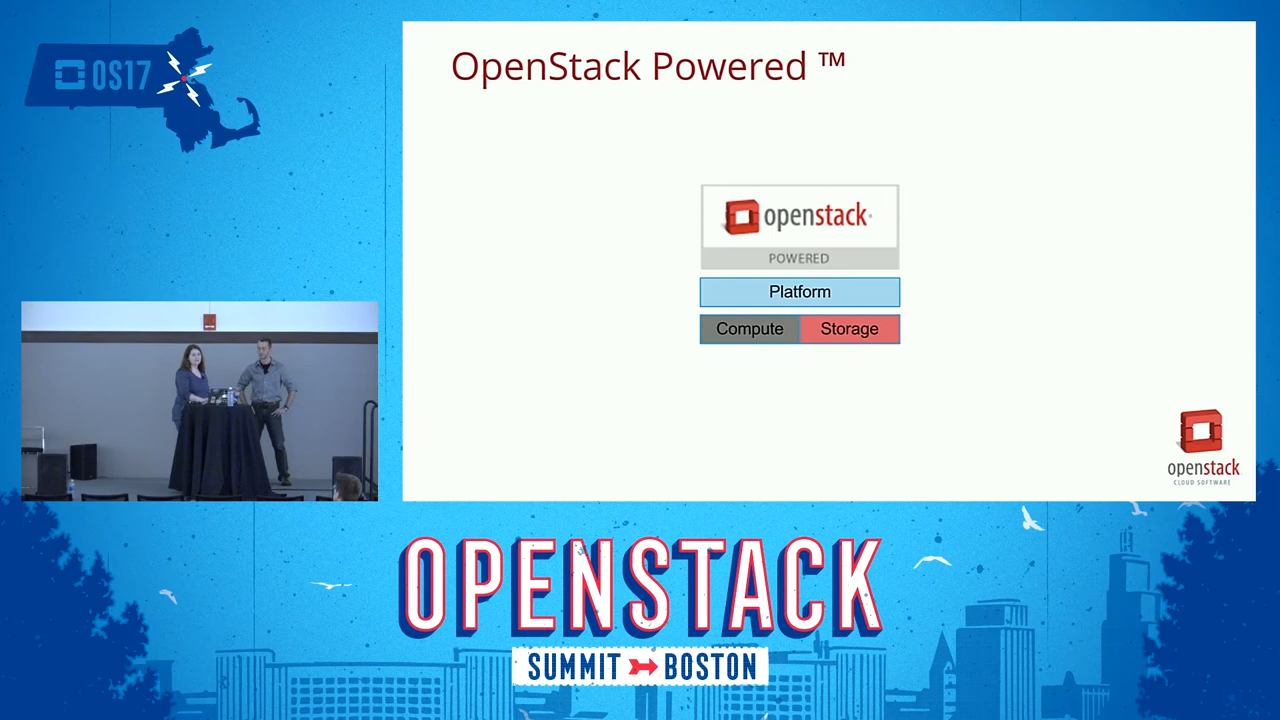 OS17
OpenStack Powered ™
openstack
POWERED
Platform
Compute Storage
openstack
CLOUD SOFTWARE
OPENSTACK
SUMMIT BOSTON